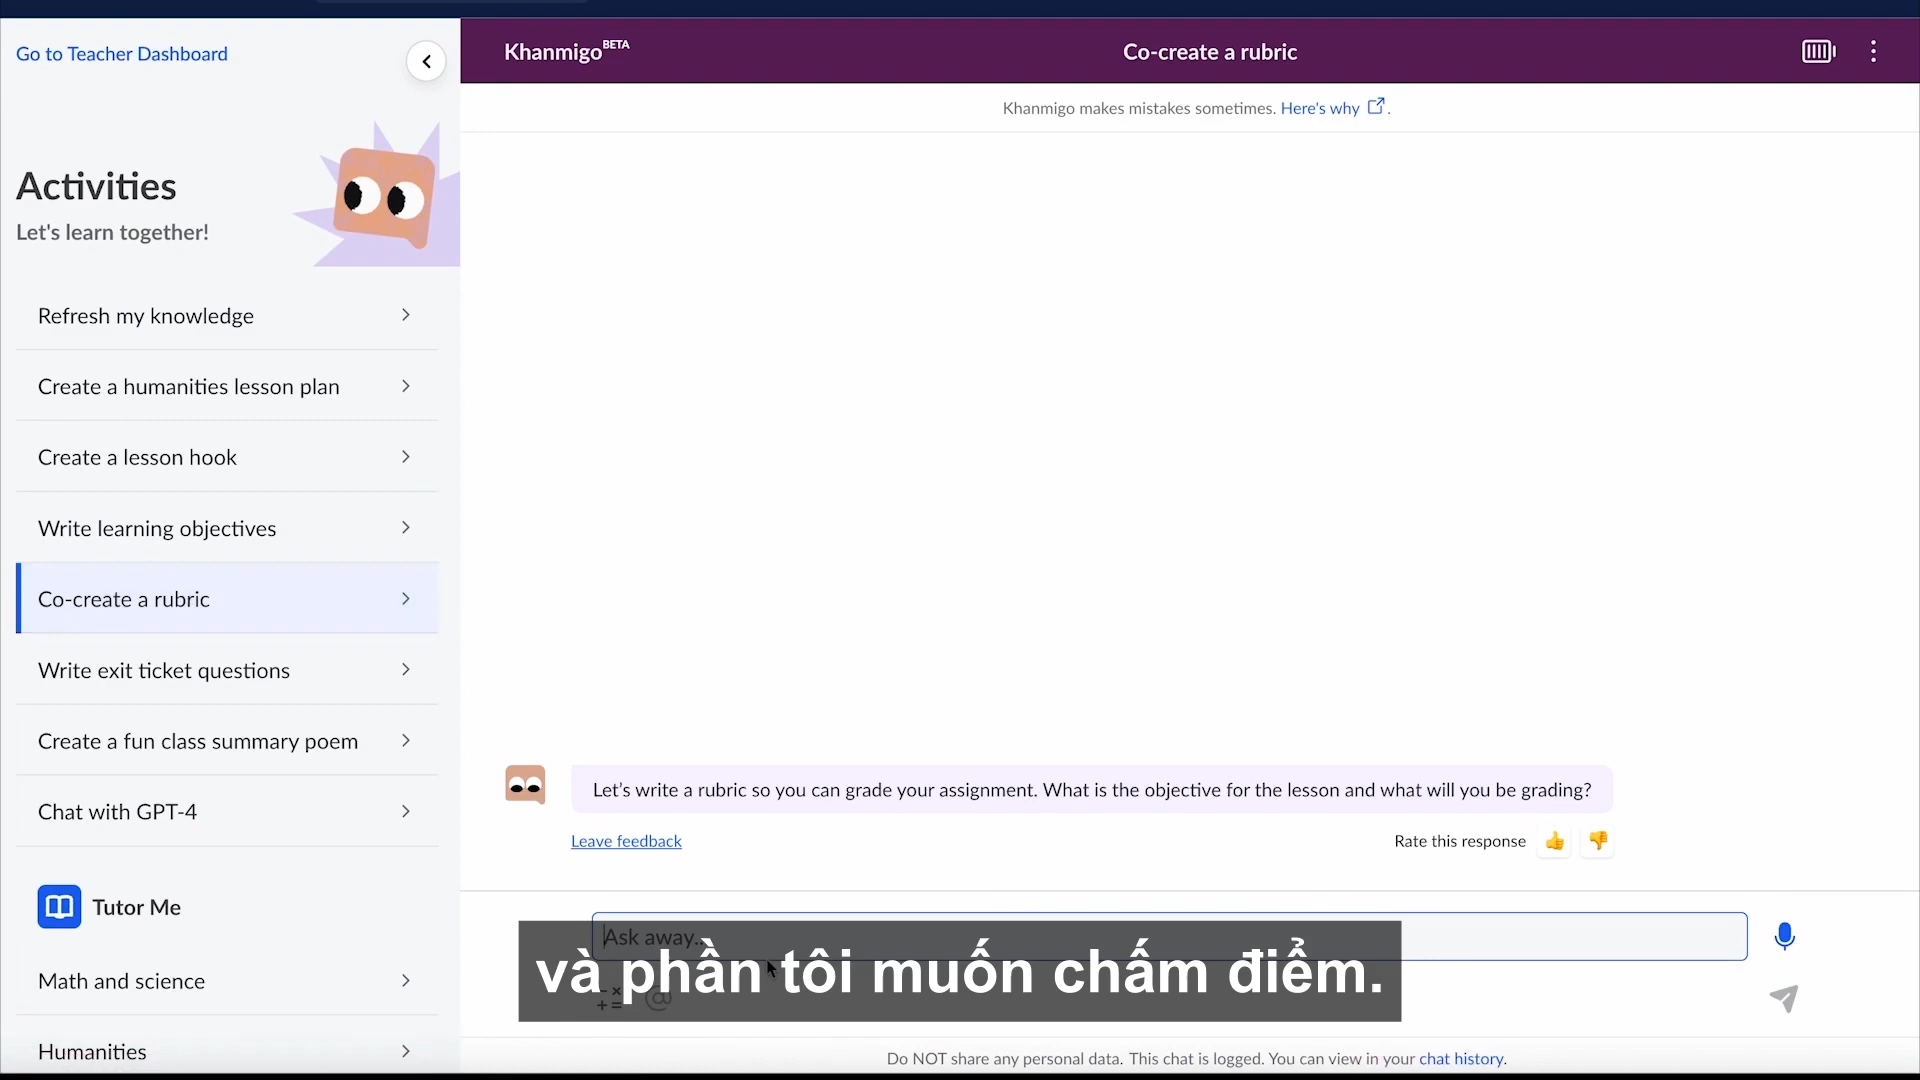 Go to Teacher Dashboard
Activities
Let's learn together!
Refresh my knowledge
Create a humanities lesson plan
Create a lesson hook
Write learning objectives
Co-create a rubric
Write exit ticket questions
Create a fun class summary poem
Chat with GPT-4
Tutor Me
Math and science
Humanities
Khanmigo BETA
Co-create a rubric
Khanmigo makes mistakes sometimes. Here's why.
Let’s write a rubric so you can grade your assignment. What is the objective for the lesson and what will you be grading?
Leave feedback
Rate this response
Ask away...
và phần tôi muốn chấm điểm.
Do NOT share any personal data. This chat is logged. You can view in your chat history.